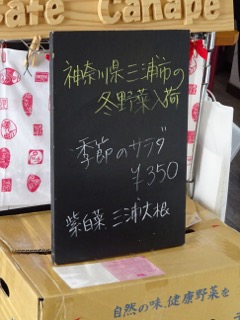 Cafe Canape
神奈川県三浦市の
冬野菜入荷
季節のサラダ
¥350
紫白菜 三浦大根
自然の味、健康野菜を